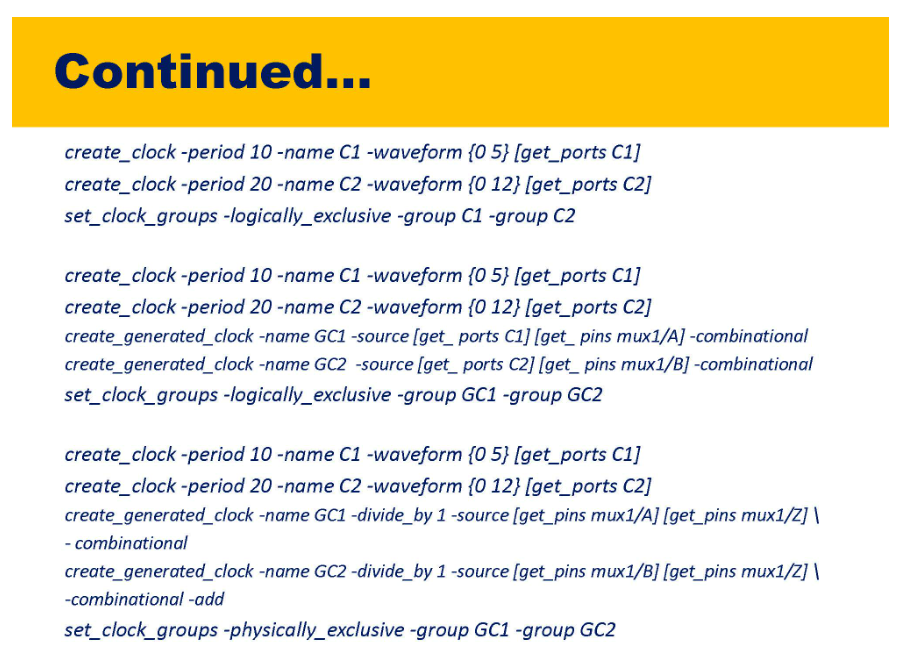 Continued...
create_clock -period 10 -name C1 -waveform {0 5} [get_ports C1]
create_clock -period 20 -name C2 -waveform {0 12} [get_ports C2]
set_clock_groups -logically_exclusive -group C1 -group C2
create_clock -period 10 -name C1 -waveform {0 5} [get_ports C1]
create_clock -period 20 -name C2 -waveform {0 12} [get_ports C2]
create_generated_clock -name GC1 -source [get_ ports C1] [get_ pins mux1/A] -combinational
create_generated_clock -name GC2  -source [get_ ports C2] [get_ pins mux1/B] -combinational
set_clock_groups -logically_exclusive -group GC1 -group GC2
create_clock -period 10 -name C1 -waveform {0 5} [get_ports C1]
create_clock -period 20 -name C2 -waveform {0 12} [get_ports C2]
create_generated_clock -name GC1 -divide_by 1 -source [get_pins mux1/A] [get_pins mux1/Z] \
- combinational
create_generated_clock -name GC2 -divide_by 1 -source [get_pins mux1/B] [get_pins mux1/Z] \
-combinational -add
set_clock_groups -physically_exclusive -group GC1 -group GC2